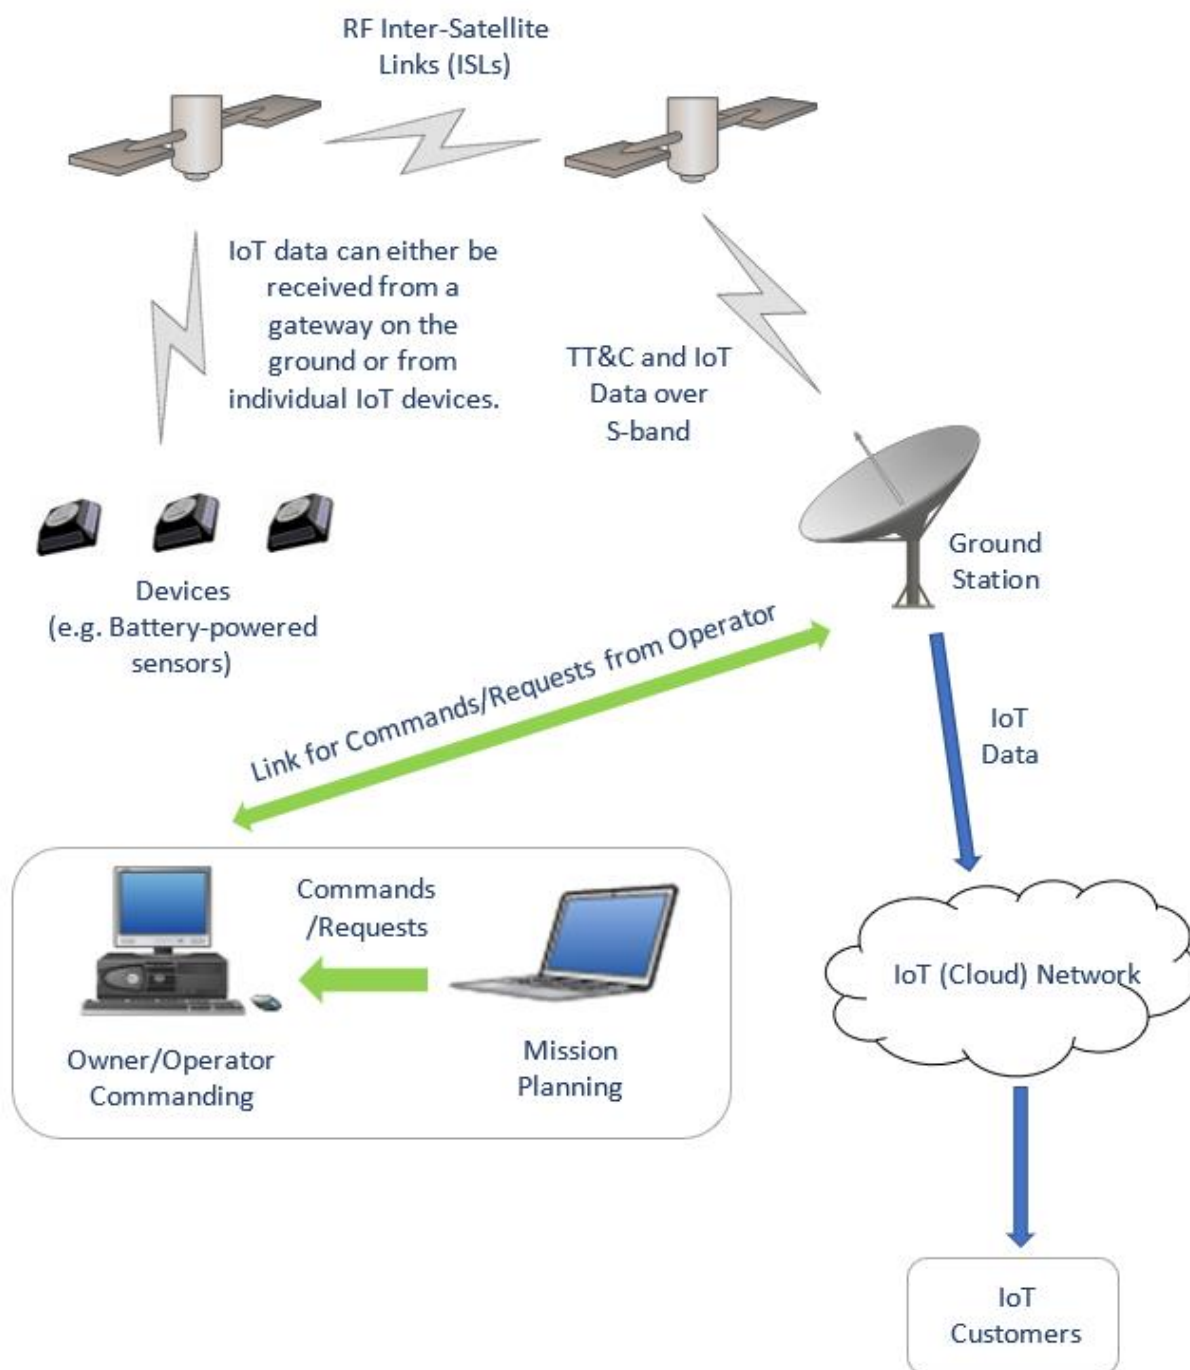 RF Inter-Satellite
Links (ISLs)
IoT data can either be
received from a
gateway on the
ground or from
individual IoT devices.
TT&C and IoT
Data over
S-band
Devices
(e.g. Battery-powered
sensors)
Ground
Station
Link for Commands/Requests from Operator
IoT
Data
Commands
/Requests
Owner/Operator
Commanding
Mission
Planning
IoT (Cloud) Network
IoT
Customers